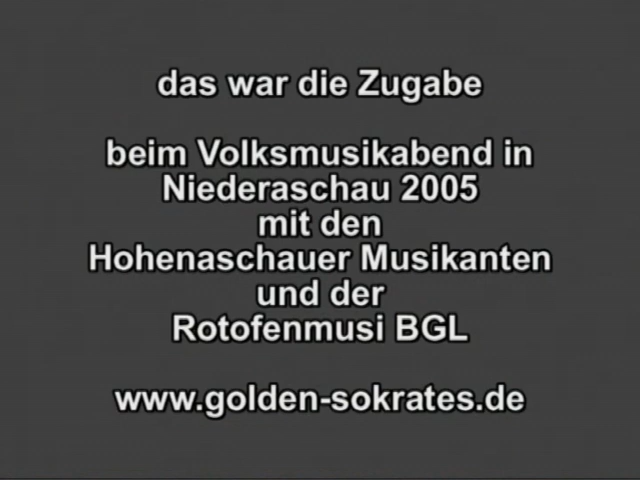 das war die Zugabe
beim Volksmusikabend in
Niederaschau 2005
mit den
Hohenaschauer Musikanten
und der
Rotofenmusi BGL
www.golden-sokrates.de